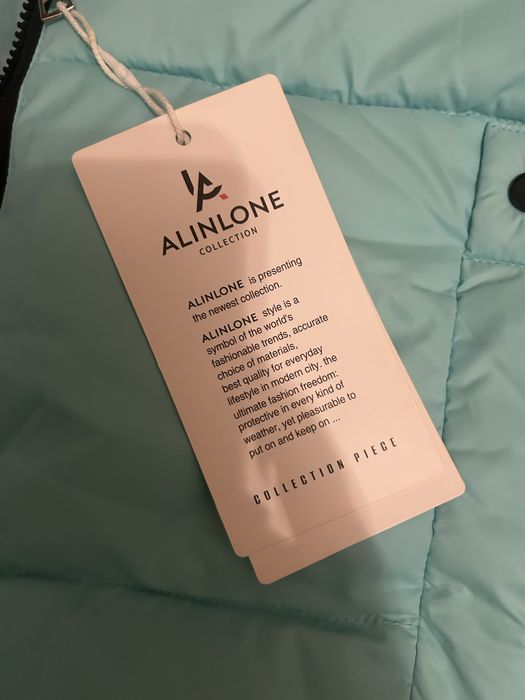 ALINLONE
COLLECTION
ALINLONE is presenting
the newest collection.
ALINLONE style is a
symbol of the world's
fashionable trends, accurate
choice of materials,
best quality for everyday
lifestyle in modern city. the
ultimate fashion freedom:
protective in every kind of
weather, yet pleasurable to
put on and keep on ...
COLLECTION PIECE